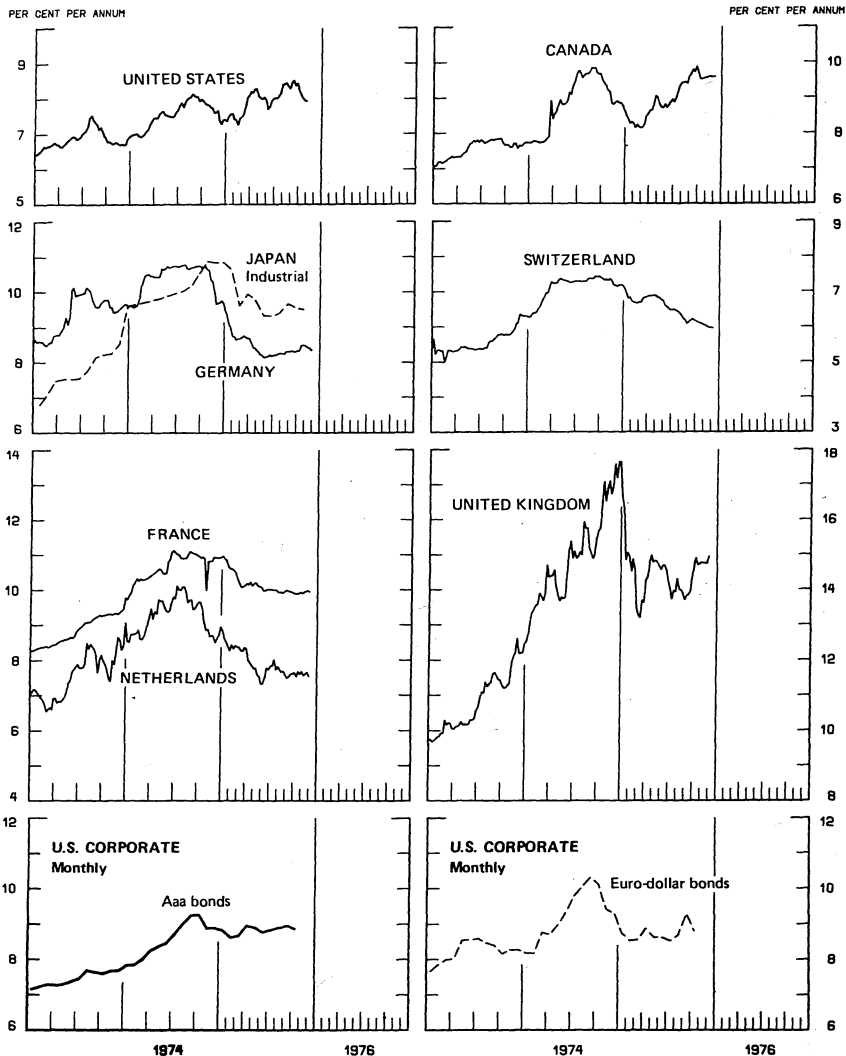 PER CENT PER ANNUM
PER CENT PER ANNUM
UNITED STATES
9
7
5
CANADA
10
8
6
JAPAN
Industrial
GERMANY
12
10
8
6
SWITZERLAND
9
7
5
3
FRANCE
NETHERLANDS
14
12
10
8
6
4
UNITED KINGDOM
18
16
14
12
10
8
U.S. CORPORATE
Monthly
Aaa bonds
12
10
8
6
U.S. CORPORATE
Monthly
Euro-dollar bonds
12
10
8
6
1974
1976
1974
1976